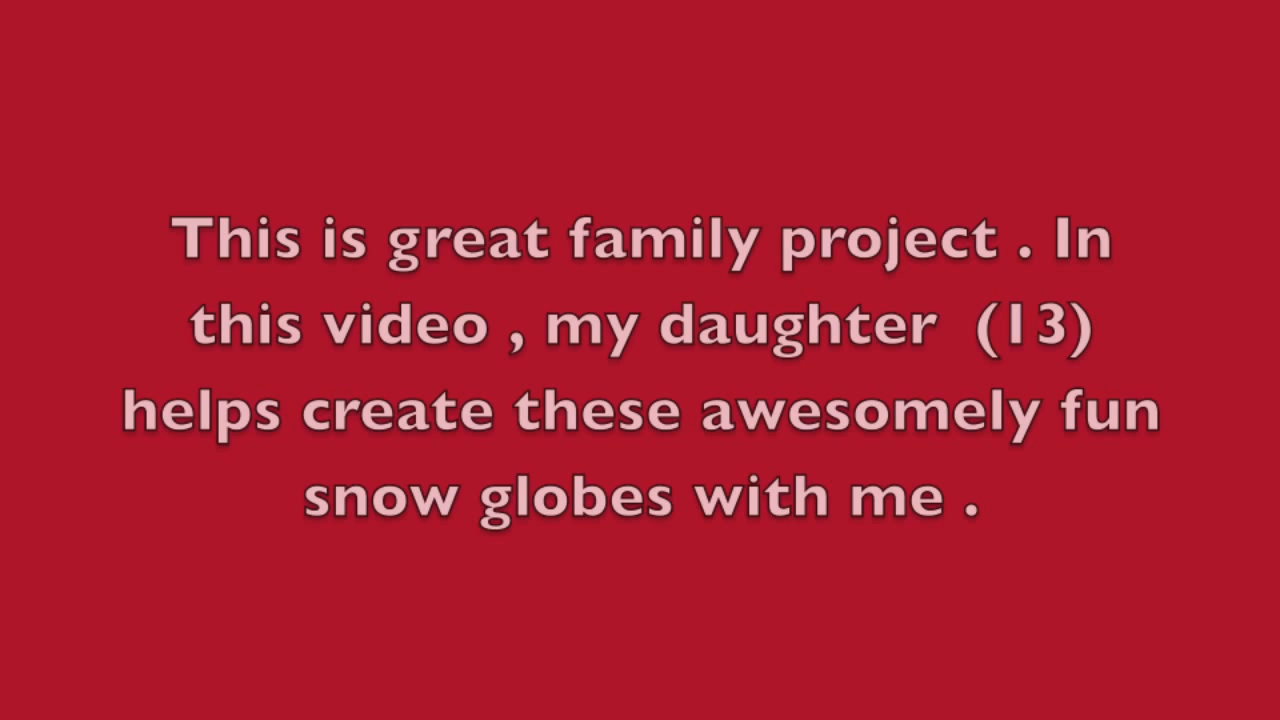 This is great family project . In
this video , my daughter  (13)
helps create these awesomely fun
snow globes with me .